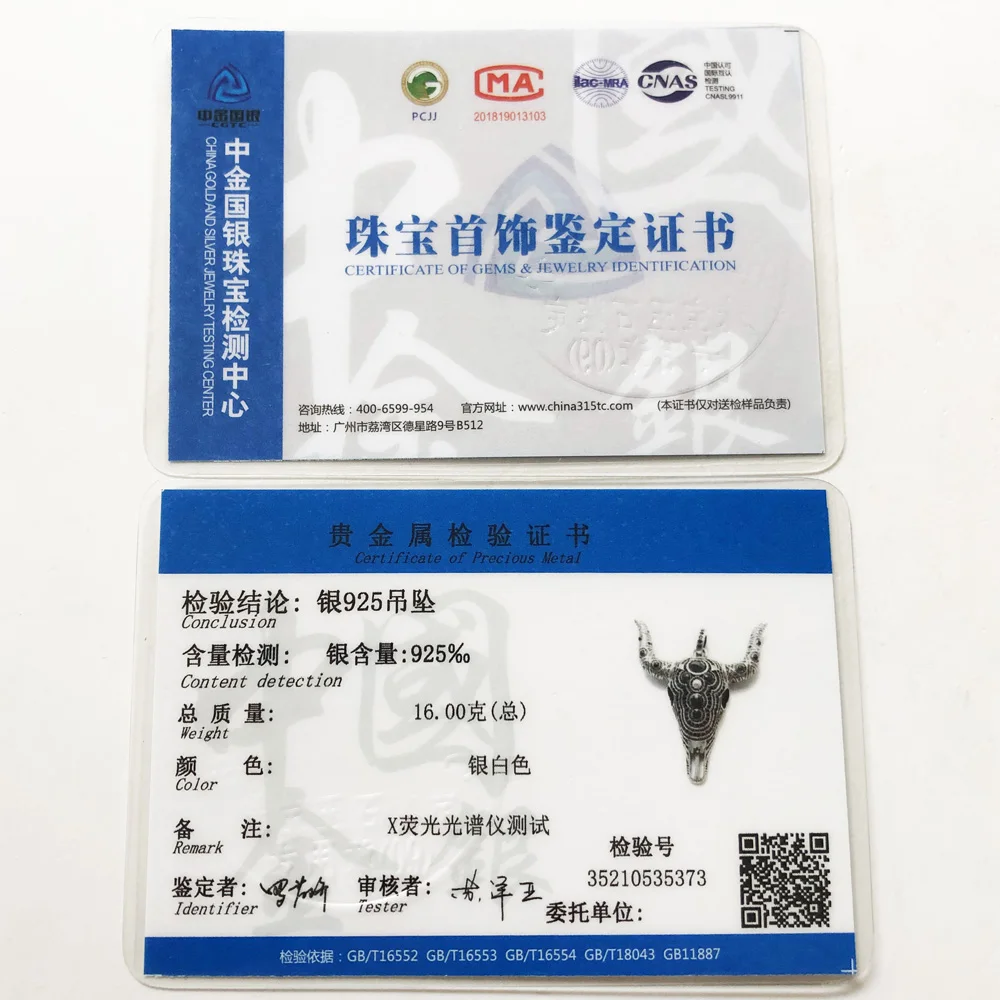 中金国银
CGTC
中金国银珠宝检测中心
CHINA GOLD AND SILVER JEWELRY TESTING CENTER
PCJJ
MA
201819013103
ilac-MRA
CNAS
中国认可
国际互认
检测
TESTING
CNASL9911
珠宝首饰鉴定证书
CERTIFICATE OF GEMS & JEWELRY IDENTIFICATION
咨询热线:400-6599-954 官方网址:www.china315tc.com (本证书仅对送检样品负责)
地址:广州市荔湾区德星路9号B512
贵金属检验证书
Certificate of Precious Metal
检验结论: 银925吊坠
Conclusion
含量检测: 银含量:925‰
Content detection
总质量: 16.00克(总)
Weight
颜色: 银白色
Color
备注: X荧光光谱仪测试
Remark
检验号
35210535373
鉴定者: 审核者:
Identifier Tester
委托单位:
检验依据:GB/T16552 GB/T16553 GB/T16554 GB/T18043 GB11887